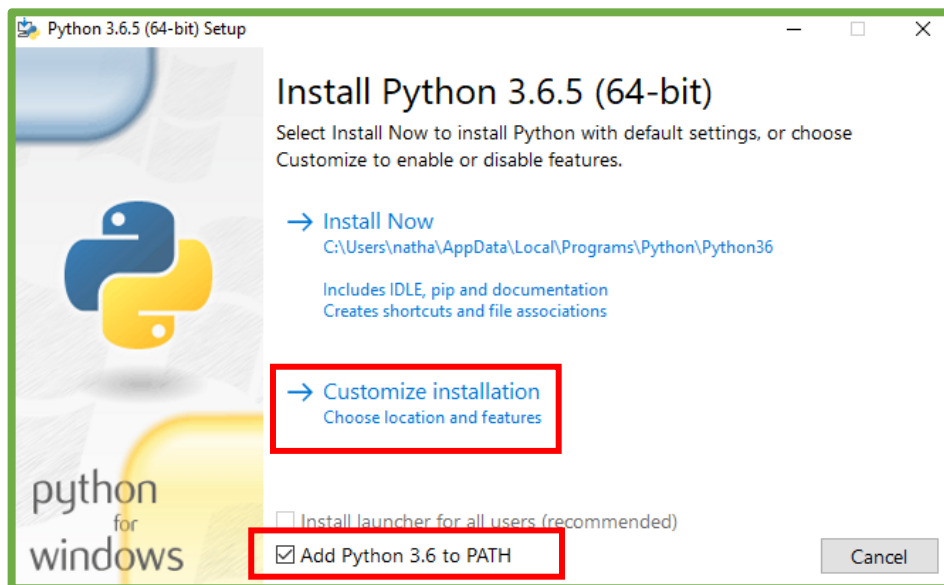 Python 3.6.5 (64-bit) Setup
Install Python 3.6.5 (64-bit)
Select Install Now to install Python with default settings, or choose
Customize to enable or disable features.
Install Now
C:\Users\natha\AppData\Local\Programs\Python\Python36
Includes IDLE, pip and documentation
Creates shortcuts and file associations
Customize installation
Choose location and features
python
for
windows
Install launcher for all users (recommended)
Add Python 3.6 to PATH
Cancel